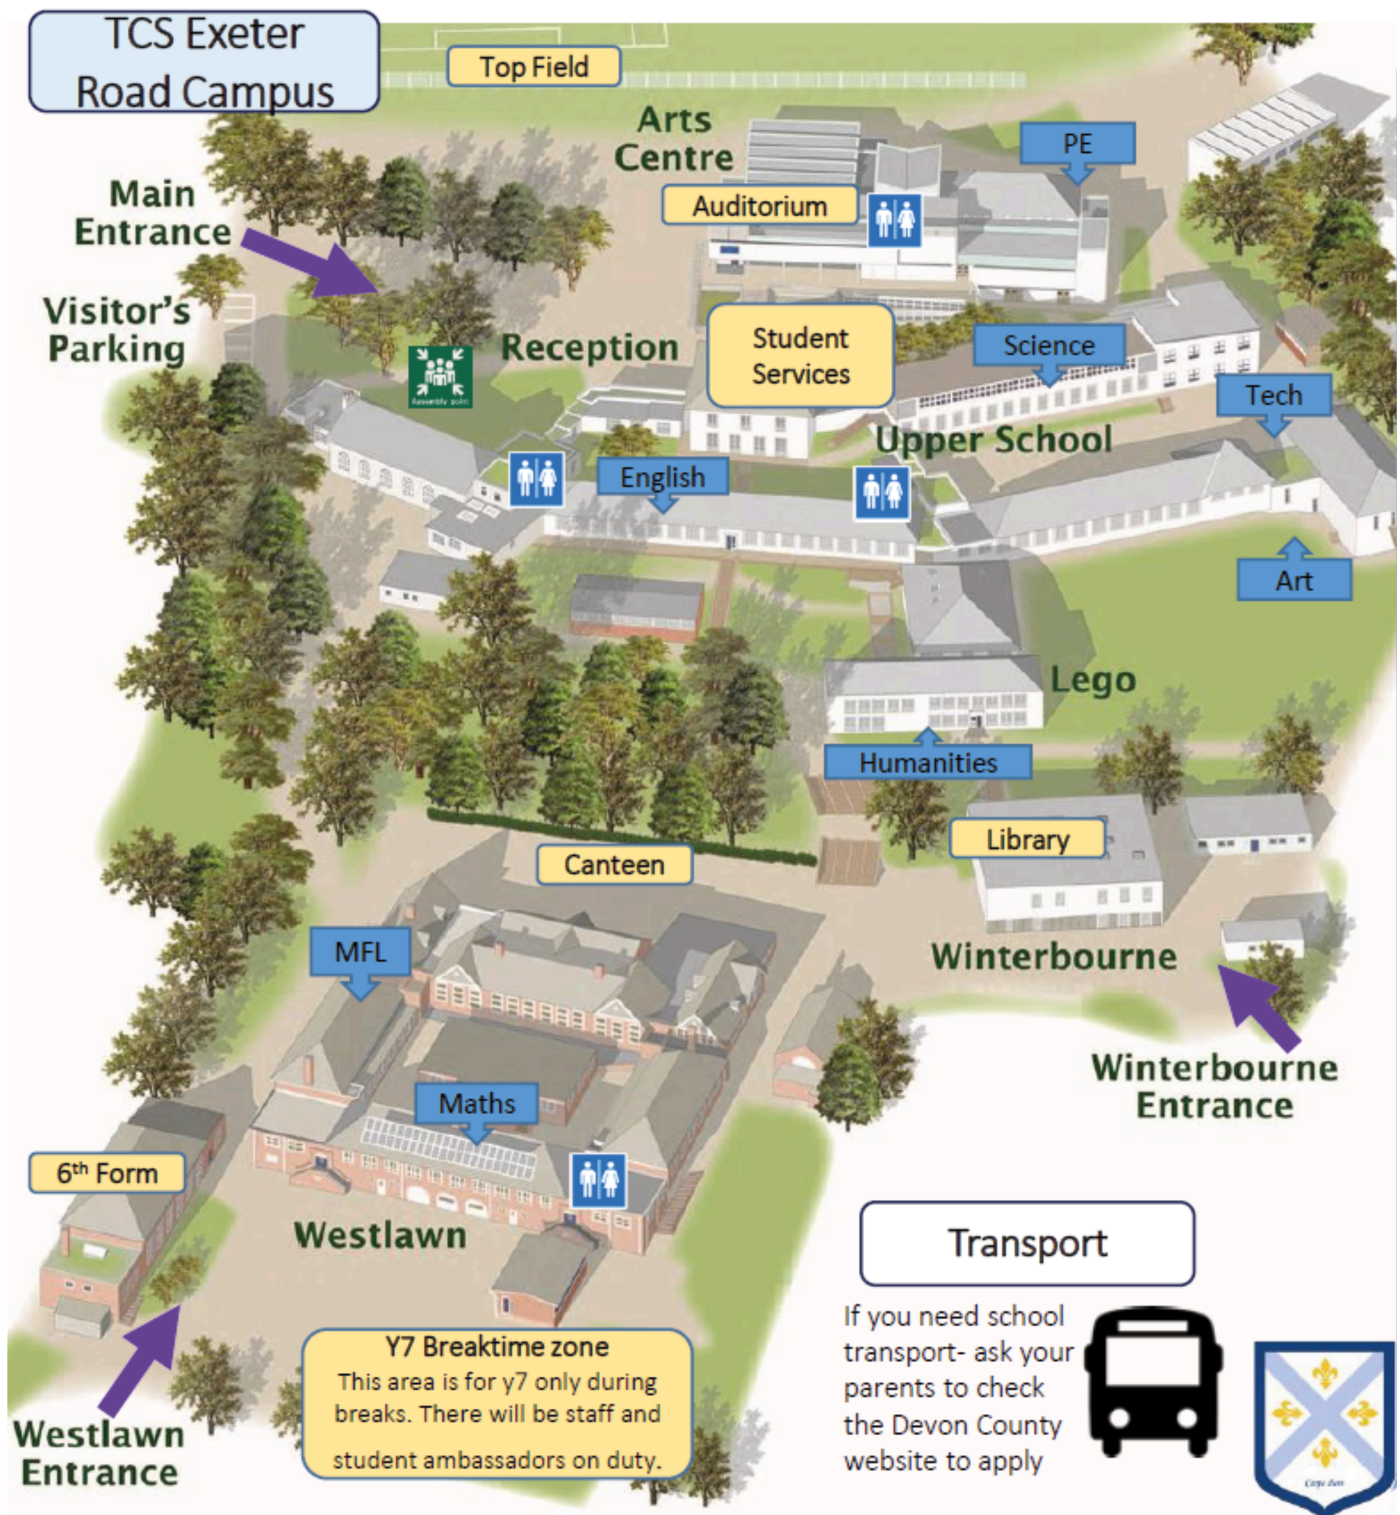 TCS Exeter
Road Campus
Top Field
Arts
Centre
PE
Main
Entrance
Auditorium
Visitor's
Parking
Reception
Student
Services
Science
Assembly point
Tech
Upper School
English
Art
Lego
Humanities
Library
Canteen
MFL
Winterbourne
Winterbourne
Entrance
Maths
6th Form
Westlawn
Transport
If you need school
transport- ask your
parents to check
the Devon County
website to apply
Y7 Breaktime zone
This area is for y7 only during
breaks. There will be staff and
student ambassadors on duty.
Westlawn
Entrance